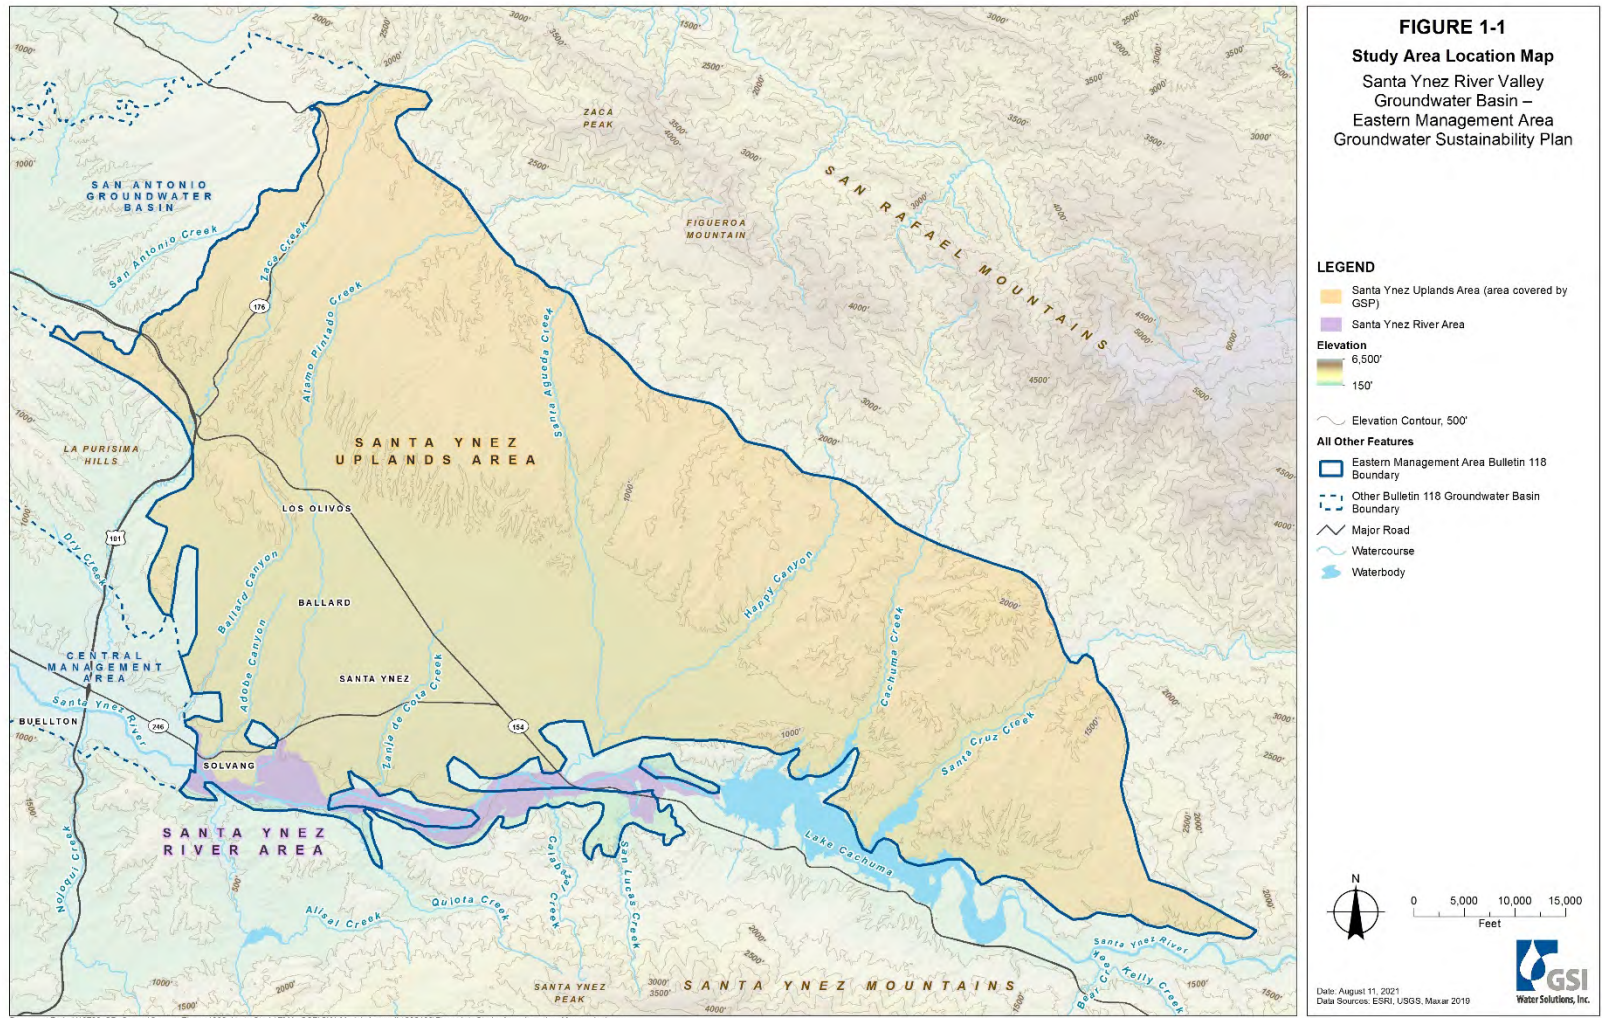 FIGURE 1-1
Study Area Location Map
Santa Ynez River Valley
Groundwater Basin –
Eastern Management Area
Groundwater Sustainability Plan
LEGEND
Santa Ynez Uplands Area (area covered by
GSP)
Santa Ynez River Area
Elevation
6,500'
150'
Elevation Contour, 500'
All Other Features
Eastern Management Area Bulletin 118
Boundary
Other Bulletin 118 Groundwater Basin
Boundary
Major Road
Watercourse
Waterbody
N
0 5,000 10,000 15,000
Feet
GSI
Water Solutions, Inc.
Date: August 11, 2021
Data Sources: ESRI, USGS, Maxar 2019
ZACA
PEAK
SAN ANTONIO
GROUNDWATER
BASIN
San Antonio Creek
Zaca Creek
176
FIGUEROA
MOUNTAIN
SAN RAFAEL MOUNTAINS
Alamo Pintado Creek
Santa Agueda Creek
LA PURISIMA
HILLS
SANTA YNEZ
UPLANDS AREA
LOS OLIVOS
101
Dry Creek
Ballard Canyon
BALLARD
Happy Canyon
Adobe Canyon
Cachuma Creek
CENTRAL
MANAGEMENT
AREA
SANTA YNEZ
Zanja de Cota Creek
Santa Ynez River
BUELLTON
246
154
Santa Cruz Creek
SOLVANG
SANTA YNEZ
RIVER AREA
Lake Cachuma
Nojoqui Creek
Alisal Creek
Quiota Creek
Calabazal Creek
San Lucas Creek
Santa Ynez River
Bear Creek
Kelly Creek
SANTA YNEZ
PEAK
SANTA YNEZ MOUNTAINS